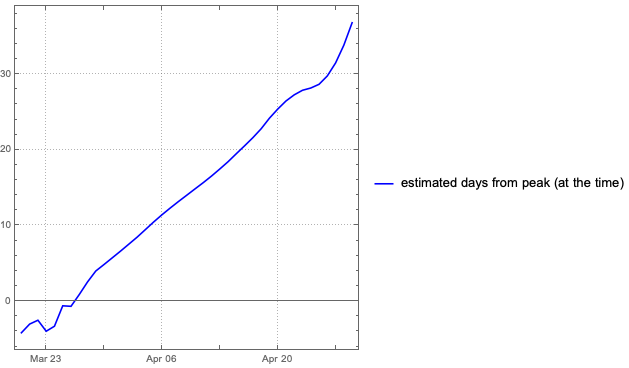 30
20
10
0
Mar 23
Apr 06
Apr 20
estimated days from peak (at the time)